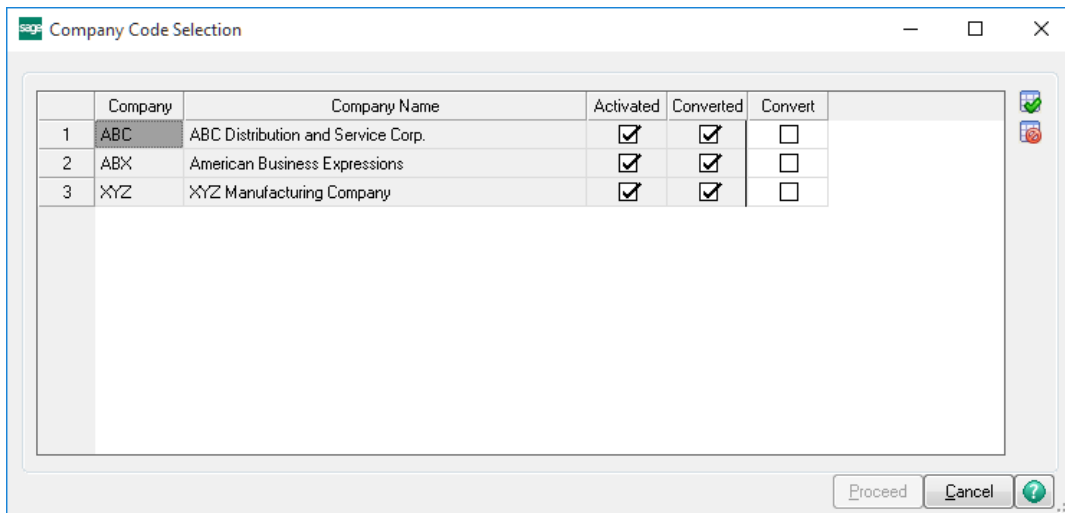 sage Company Code Selection
Company Company Name Activated Converted Convert
1 ABC ABC Distribution and Service Corp.
2 ABX American Business Expressions
3 XYZ XYZ Manufacturing Company
Proceed Cancel ?